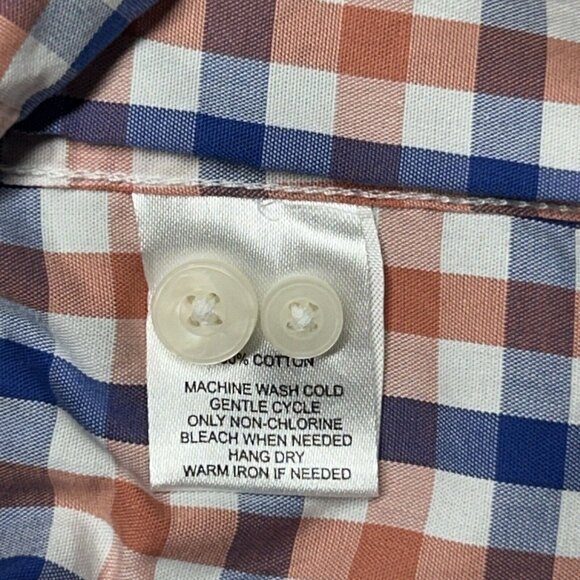 COTTON
MACHINE WASH COLD
GENTLE CYCLE
ONLY NON-CHLORINE
BLEACH WHEN NEEDED
HANG DRY
WARM IRON IF NEEDED